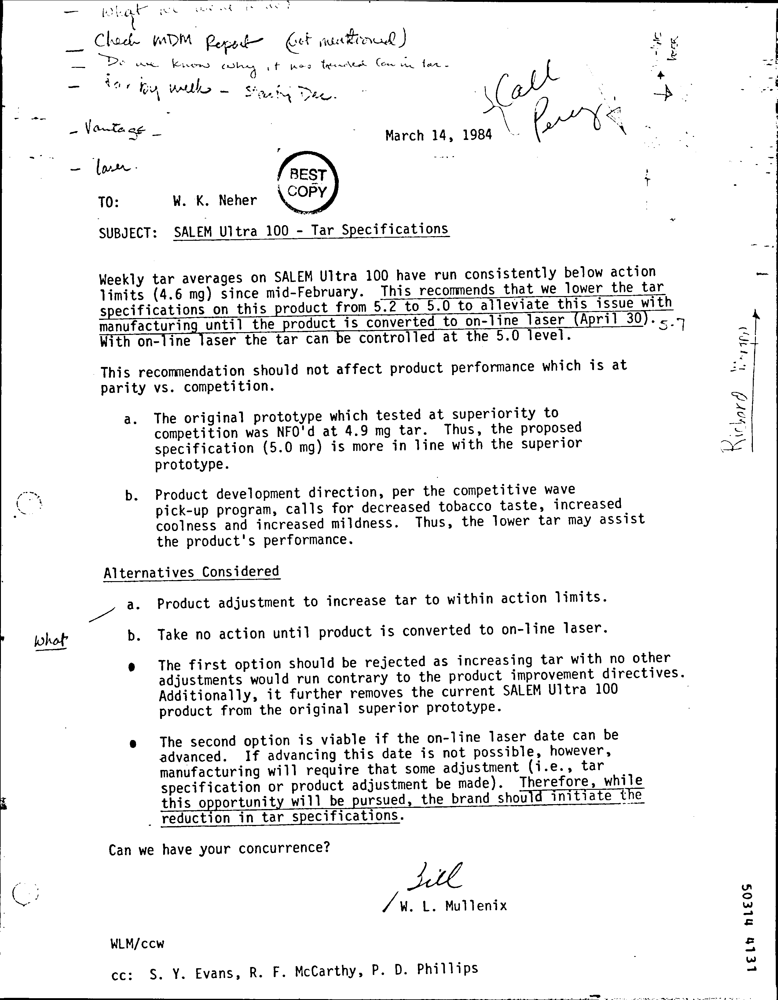 What
Check MDM Report (not mentioned)
Do we know why it has trended
by week - Starting Dec.
Call
Percy
- Vantage -
March 14, 1984
- laser.
BEST
COPY
TO: W. K. Neher
SUBJECT: SALEM Ultra 100 - Tar Specifications
Weekly tar averages on SALEM Ultra 100 have run consistently below action
limits (4.6 mg) since mid-February. This recommends that we lower the tar
specifications on this product from 5.2 to 5.0 to alleviate this issue with
manufacturing until the product is converted to on-line laser (April 30). 5.7
With on-line laser the tar can be controlled at the 5.0 level.
This recommendation should not affect product performance which is at
parity vs. competition.
a. The original prototype which tested at superiority to
competition was NFO'd at 4.9 mg tar. Thus, the proposed
specification (5.0 mg) is more in line with the superior
prototype.
b. Product development direction, per the competitive wave
pick-up program, calls for decreased tobacco taste, increased
coolness and increased mildness. Thus, the lower tar may assist
the product's performance.
Richard
Alternatives Considered
a. Product adjustment to increase tar to within action limits.
What
b. Take no action until product is converted to on-line laser.
• The first option should be rejected as increasing tar with no other
adjustments would run contrary to the product improvement directives.
Additionally, it further removes the current SALEM Ultra 100
product from the original superior prototype.
• The second option is viable if the on-line laser date can be
advanced. If advancing this date is not possible, however,
manufacturing will require that some adjustment (i.e., tar
specification or product adjustment be made). Therefore, while
this opportunity will be pursued, the brand should initiate the
reduction in tar specifications.
Can we have your concurrence?
Bill
W. L. Mullenix
WLM/ccw
cc: S. Y. Evans, R. F. McCarthy, P. D. Phillips
50314 4131